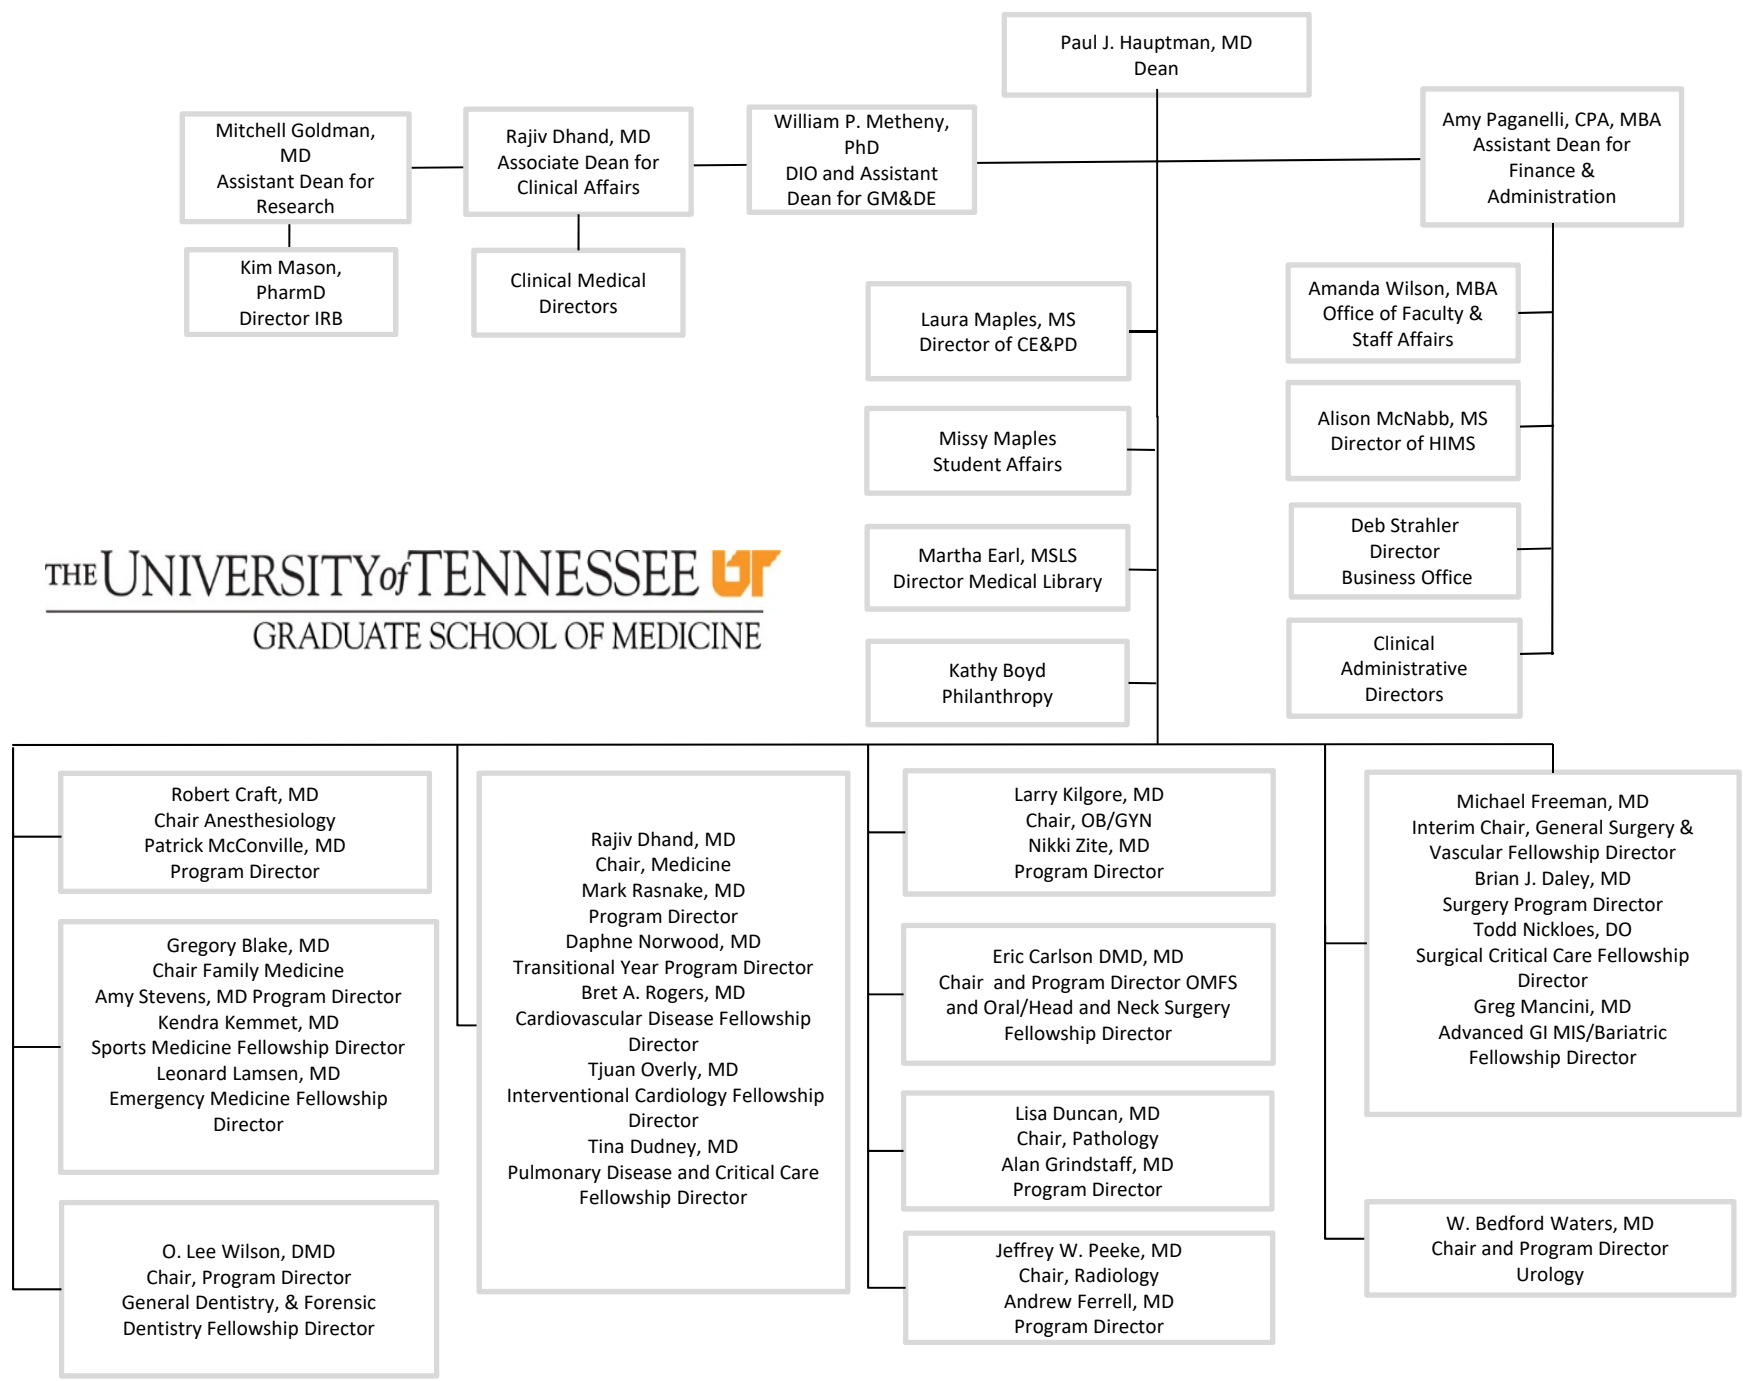 Paul J. Hauptman, MD
Dean
Mitchell Goldman,
MD
Assistant Dean for
Research
Rajiv Dhand, MD
Associate Dean for
Clinical Affairs
William P. Metheny,
PhD
DIO and Assistant
Dean for GM&DE
Amy Paganelli, CPA, MBA
Assistant Dean for
Finance &
Administration
Kim Mason,
PharmD
Director IRB
Clinical Medical
Directors
Laura Maples, MS
Director of CE&PD
Missy Maples
Student Affairs
Martha Earl, MSLS
Director Medical Library
Kathy Boyd
Philanthropy
Amanda Wilson, MBA
Office of Faculty &
Staff Affairs
Alison McNabb, MS
Director of HIMS
Deb Strahler
Director
Business Office
Clinical
Administrative
Directors
THE UNIVERSITY of TENNESSEE UT
GRADUATE SCHOOL OF MEDICINE
Robert Craft, MD
Chair Anesthesiology
Patrick McConville, MD
Program Director
Gregory Blake, MD
Chair Family Medicine
Amy Stevens, MD Program Director
Kendra Kemmet, MD
Sports Medicine Fellowship Director
Leonard Lamsen, MD
Emergency Medicine Fellowship
Director
O. Lee Wilson, DMD
Chair, Program Director
General Dentistry, & Forensic
Dentistry Fellowship Director
Rajiv Dhand, MD
Chair, Medicine
Mark Rasnake, MD
Program Director
Daphne Norwood, MD
Transitional Year Program Director
Bret A. Rogers, MD
Cardiovascular Disease Fellowship
Director
Tjuan Overly, MD
Interventional Cardiology Fellowship
Director
Tina Dudney, MD
Pulmonary Disease and Critical Care
Fellowship Director
Larry Kilgore, MD
Chair, OB/GYN
Nikki Zite, MD
Program Director
Eric Carlson DMD, MD
Chair and Program Director OMFS
and Oral/Head and Neck Surgery
Fellowship Director
Lisa Duncan, MD
Chair, Pathology
Alan Grindstaff, MD
Program Director
Jeffrey W. Peeke, MD
Chair, Radiology
Andrew Ferrell, MD
Program Director
Michael Freeman, MD
Interim Chair, General Surgery &
Vascular Fellowship Director
Brian J. Daley, MD
Surgery Program Director
Todd Nickloes, DO
Surgical Critical Care Fellowship
Director
Greg Mancini, MD
Advanced GI MIS/Bariatric
Fellowship Director
W. Bedford Waters, MD
Chair and Program Director
Urology